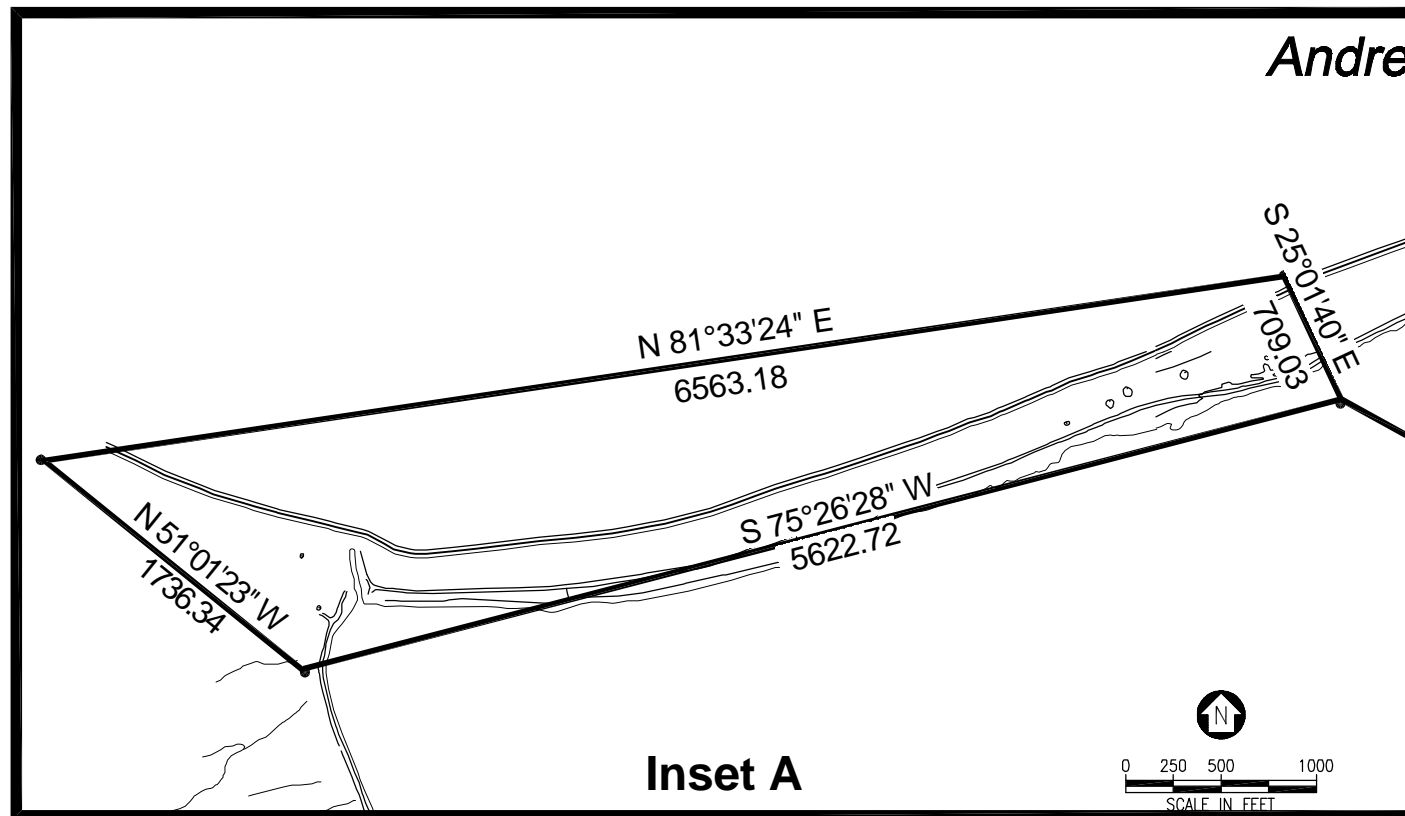 Andre
S 25°01'40" E
709.03
N 81°33'24" E
6563.18
S 75°26'28" W
5622.72
N 51°01'23" W
1736.34
Inset A
N
0 250 500 1000
SCALE IN FEET